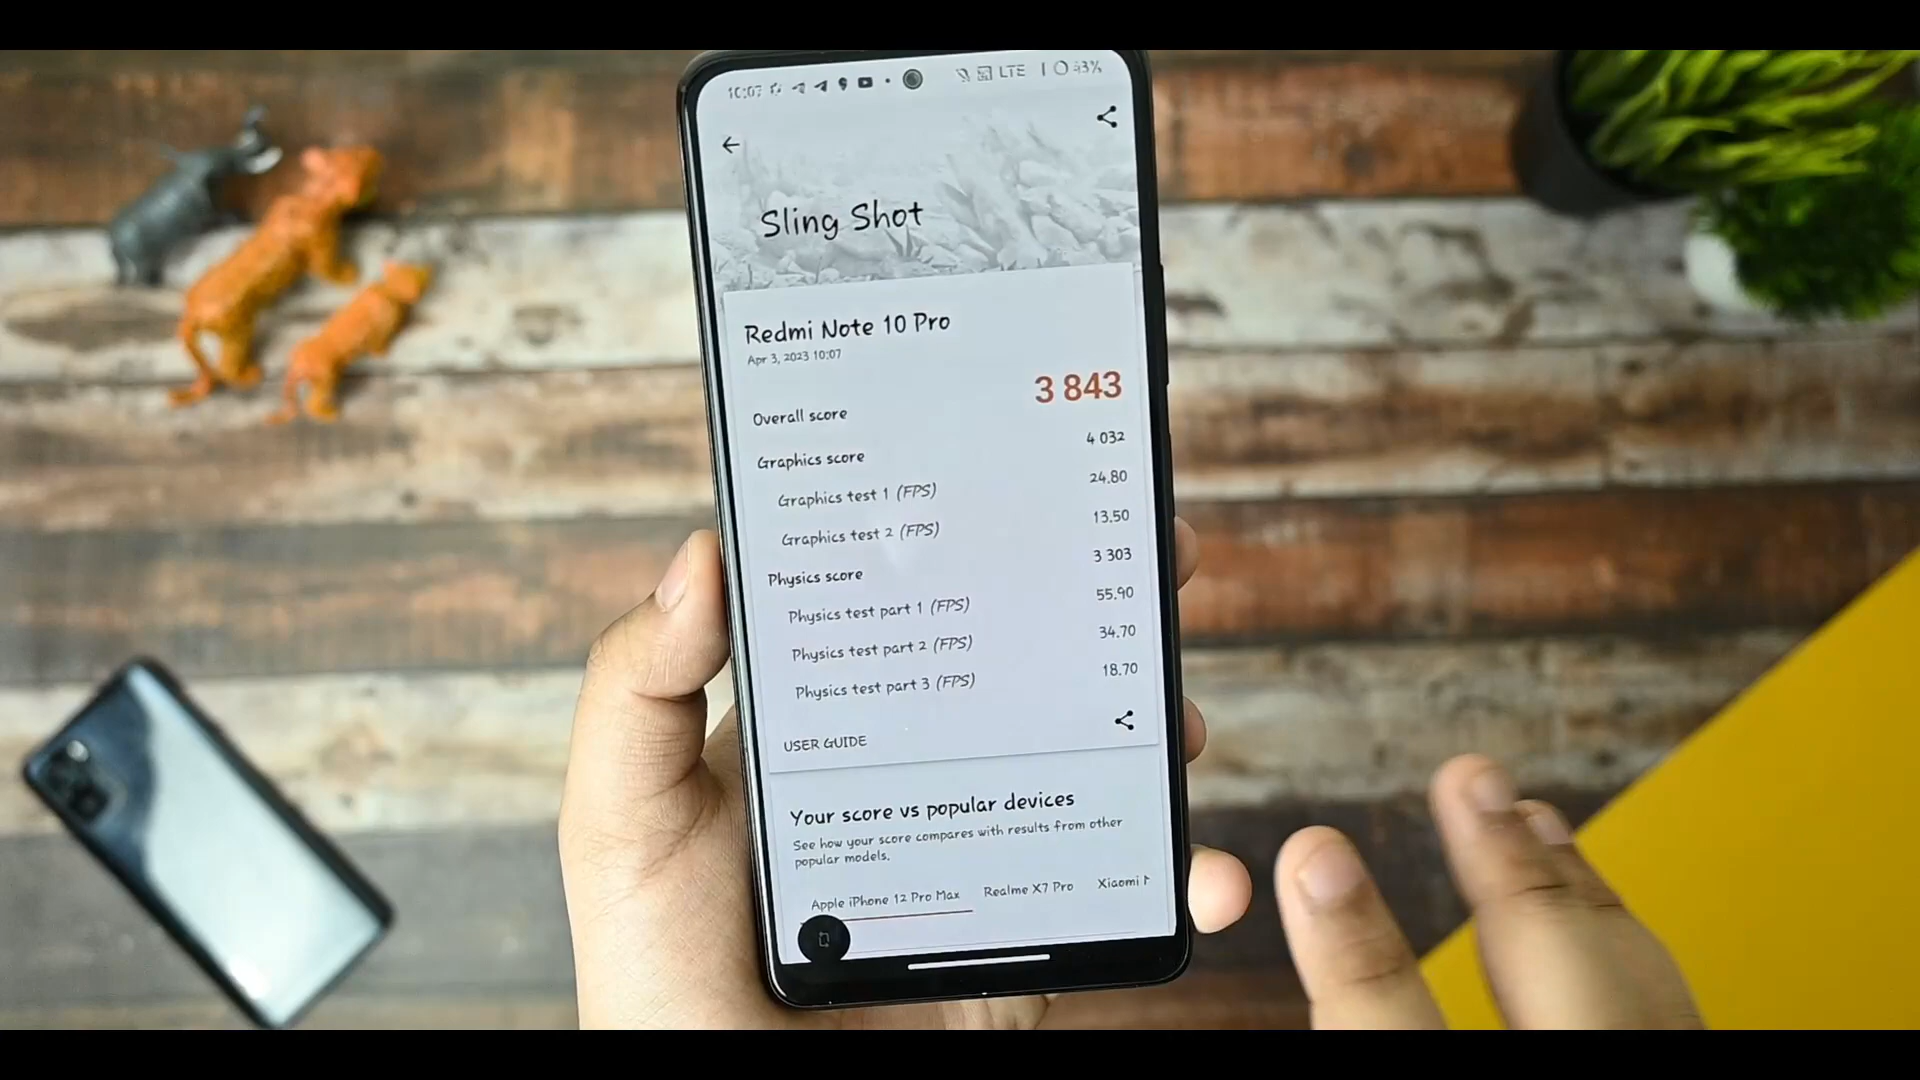 10:07 LTE 43%
Sling Shot
Redmi Note 10 Pro
Apr 3, 2023 10:07
Overall score 3 843
Graphics score 4 032
Graphics test 1 (FPS) 24.80
Graphics test 2 (FPS) 13.50
Physics score 3 303
Physics test part 1 (FPS) 55.90
Physics test part 2 (FPS) 34.70
Physics test part 3 (FPS) 18.70
USER GUIDE
Your score vs popular devices
See how your score compares with results from other
popular models.
Apple iPhone 12 Pro Max Realme X7 Pro Xiaomi